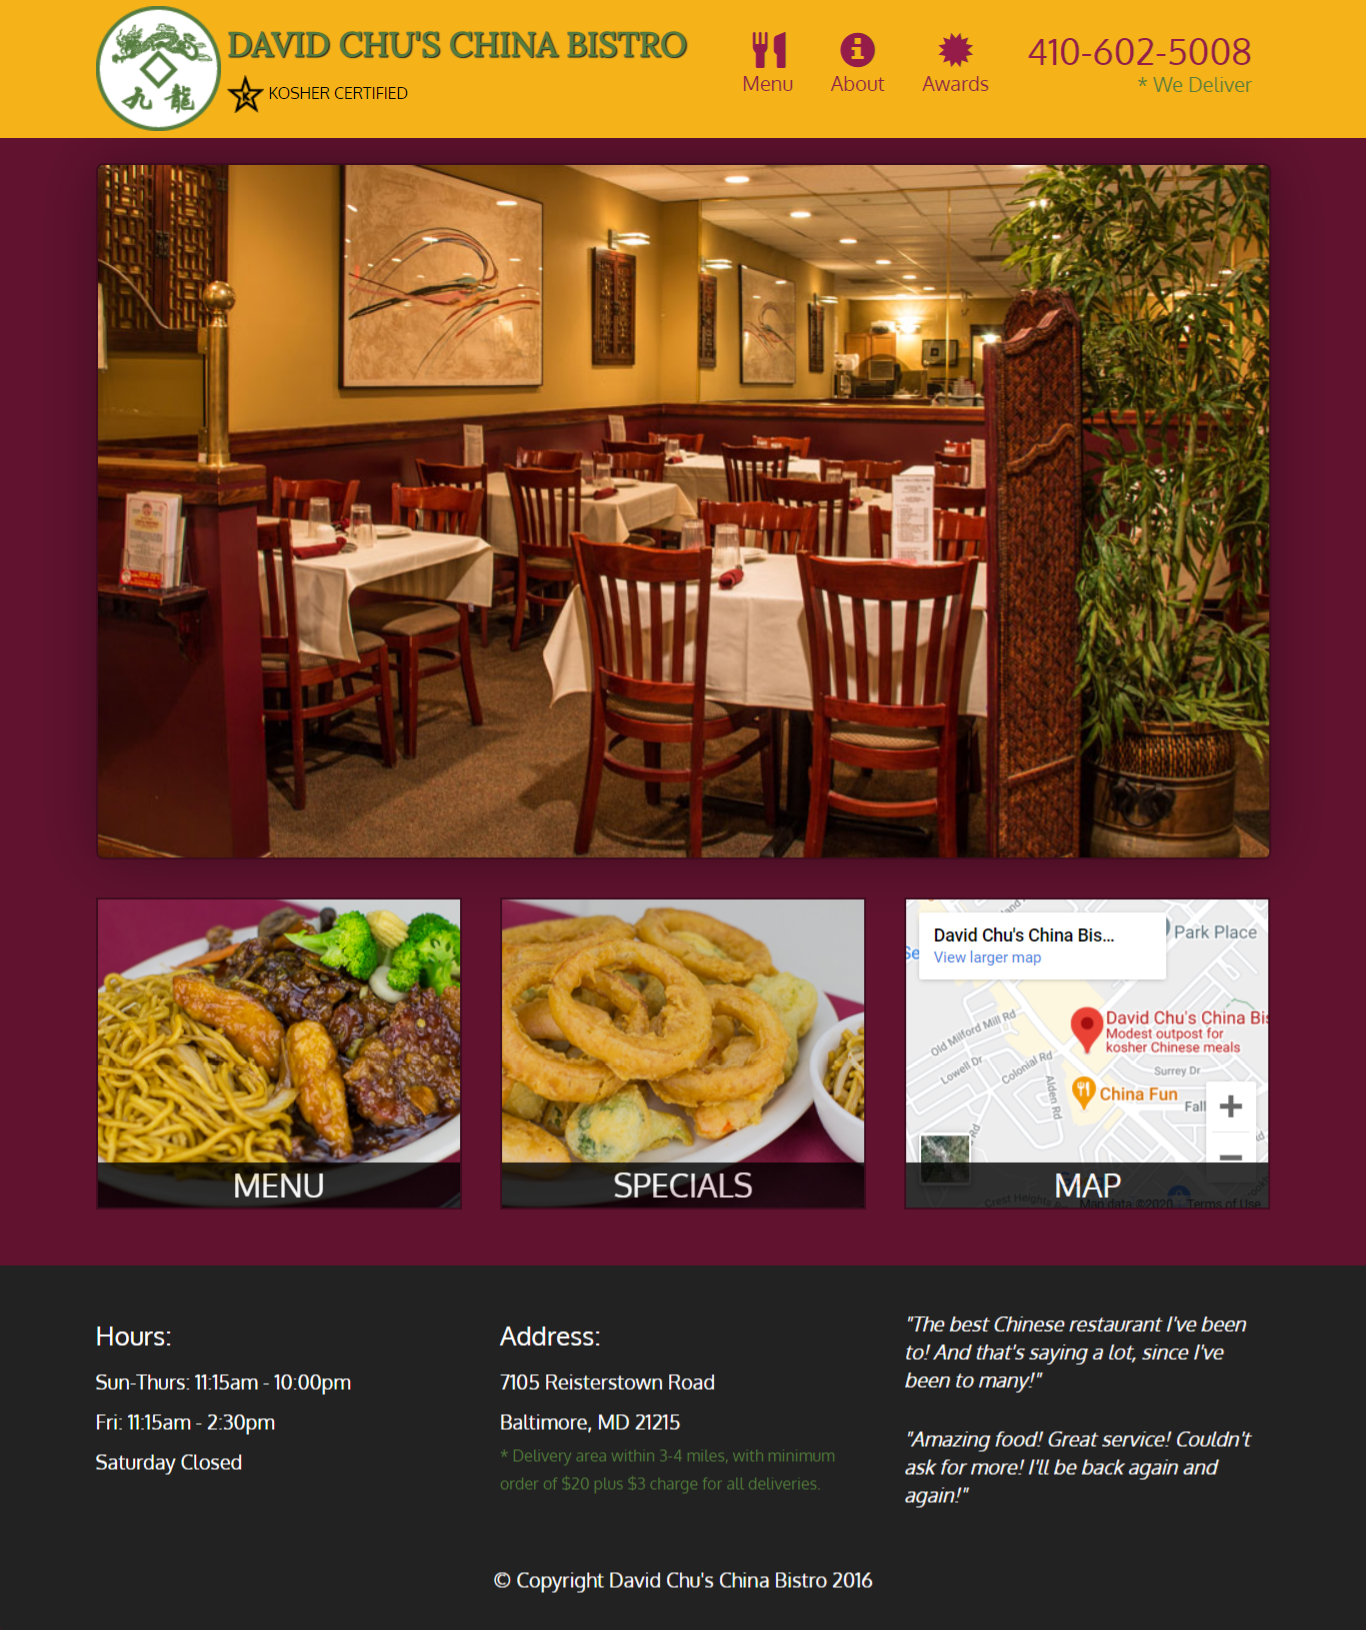 DAVID CHU'S CHINA BISTRO
KOSHER CERTIFIED
K
九龍
Menu
About
Awards
410-602-5008
* We Deliver
David Chu's China Bis...
View larger map
Park Place
Se
Old Milford Mill Rd
Lowell Dr
Colonial Rd
Alden Rd
David Chu's China Bis
Modest outpost for
kosher Chinese meals
Surrey Dr
China Fun
Fall
Rd
Crest Heights
Map data ©2020
Terms of Use
MENU
SPECIALS
MAP
Hours:
Sun-Thurs: 11:15am - 10:00pm
Fri: 11:15am - 2:30pm
Saturday Closed
Address:
7105 Reisterstown Road
Baltimore, MD 21215
* Delivery area within 3-4 miles, with minimum
order of $20 plus $3 charge for all deliveries.
"The best Chinese restaurant I've been
to! And that's saying a lot, since I've
been to many!"
"Amazing food! Great service! Couldn't
ask for more! I'll be back again and
again!"
© Copyright David Chu's China Bistro 2016